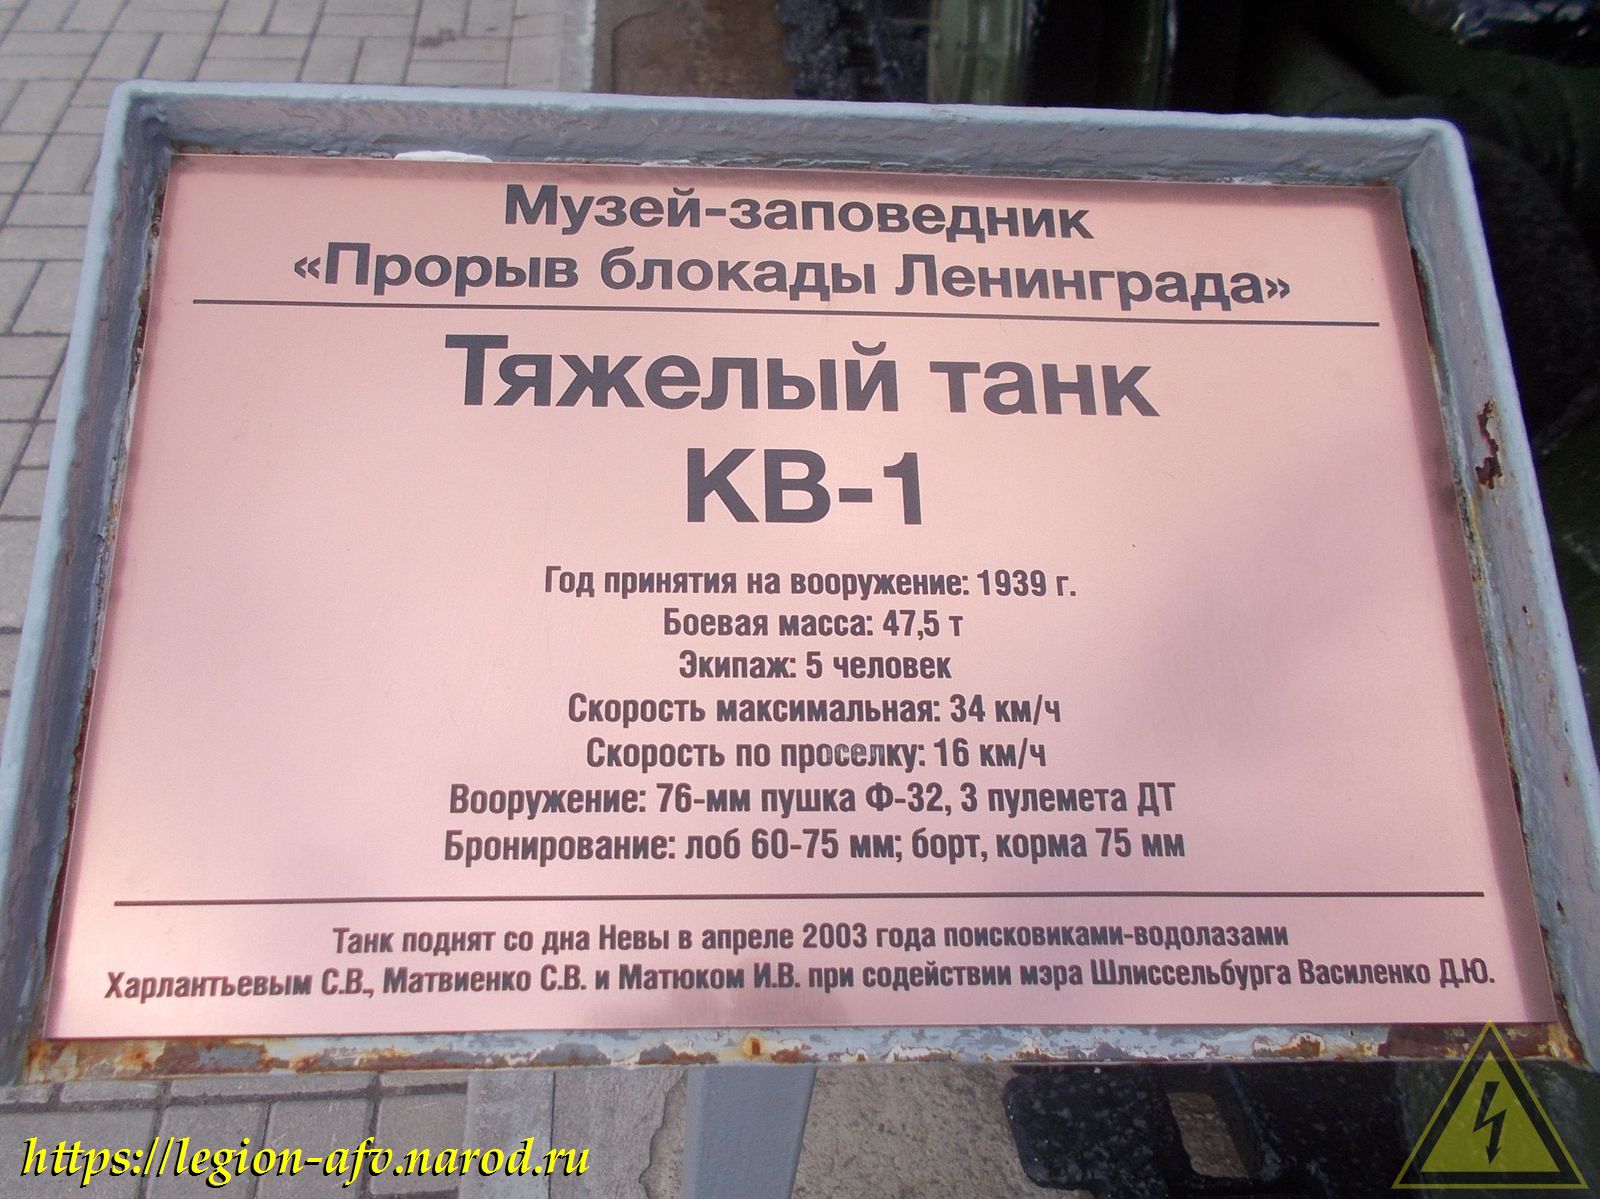 Музей-заповедник
«Прорыв блокады Ленинграда»
Тяжелый танк
КВ-1
Год принятия на вооружение: 1939 г.
Боевая масса: 47,5 т
Экипаж: 5 человек
Скорость максимальная: 34 км/ч
Скорость по проселку: 16 км/ч
Вооружение: 76-мм пушка Ф-32, 3 пулемета ДТ
Бронирование: лоб 60-75 мм; борт, корма 75 мм
Танк поднят со дна Невы в апреле 2003 года поисковиками-водолазами
Харлантьевым С.В., Матвиенко С.В. и Матюком И.В. при содействии мэра Шлиссельбурга Василенко Д.Ю.
https://legion-afv.narod.ru